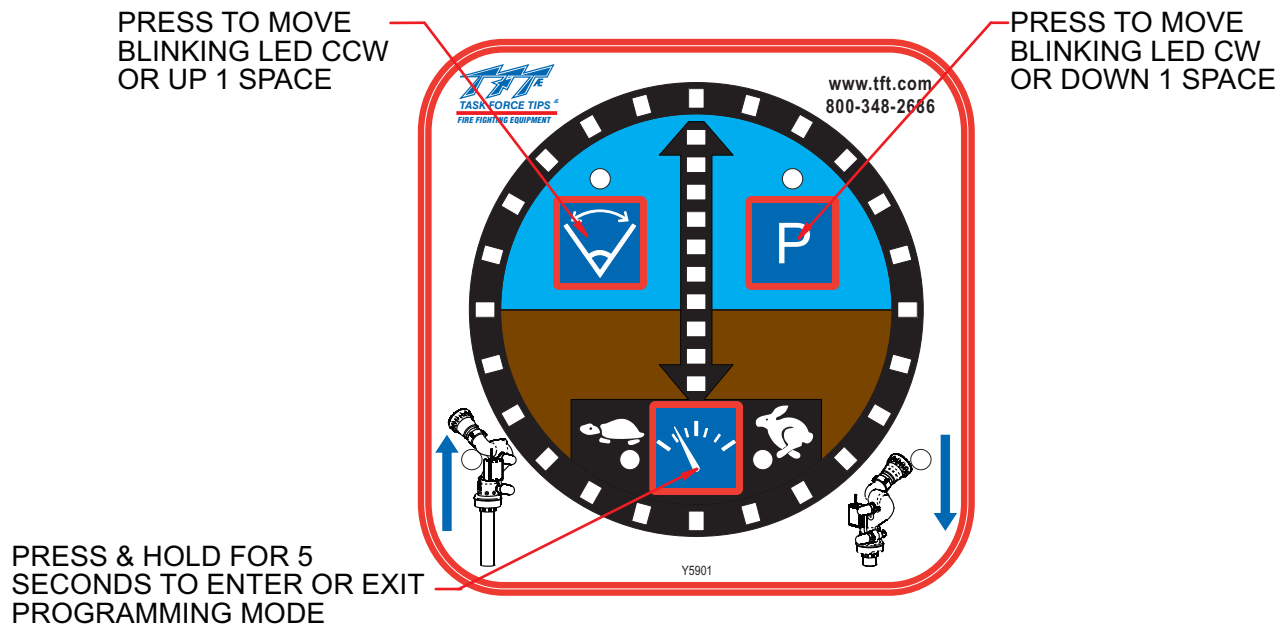 PRESS TO MOVE
BLINKING LED CCW
OR UP 1 SPACE
PRESS TO MOVE
BLINKING LED CW
OR DOWN 1 SPACE
TFT Æ
TASK FORCE TIPS Æ
FIRE FIGHTING EQUIPMENT
www.tft.com
800-348-2686
P
PRESS & HOLD FOR 5
SECONDS TO ENTER OR EXIT
PROGRAMMING MODE
Y5901